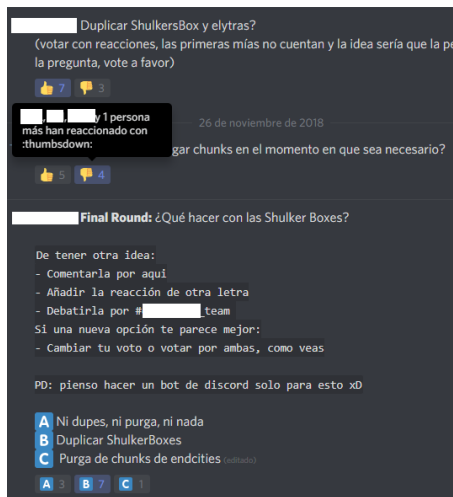 Duplicar ShulkersBox y elytras?
(votar con reacciones, las primeras mías no cuentan y la idea sería que la pe
la pregunta, vote a favor)
👍 7 👎 3
, , y 1 persona
más han reaccionado con
:thumbsdown:
26 de noviembre de 2018
gar chunks en el momento en que sea necesario?
👍 5 👎 4
Final Round: ¿Qué hacer con las Shulker Boxes?
De tener otra idea:
- Comentarla por aqui
- Añadir la reacción de otra letra
- Debatirla por # _team
Si una nueva opción te parece mejor:
- Cambiar tu voto o votar por ambas, como veas
PD: pienso hacer un bot de discord solo para esto xD
A Ni dupes, ni purga, ni nada
B Duplicar ShulkerBoxes
C Purga de chunks de endcities (editado)
A 3 B 7 C 1